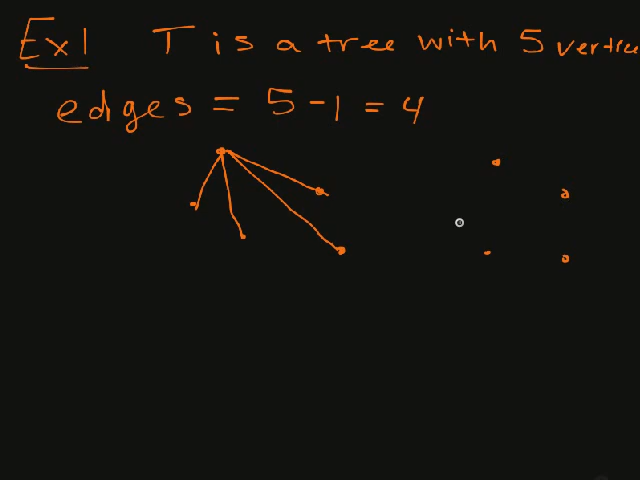 Ex1 T is a tree with 5 vertice
edges = 5 - 1 = 4